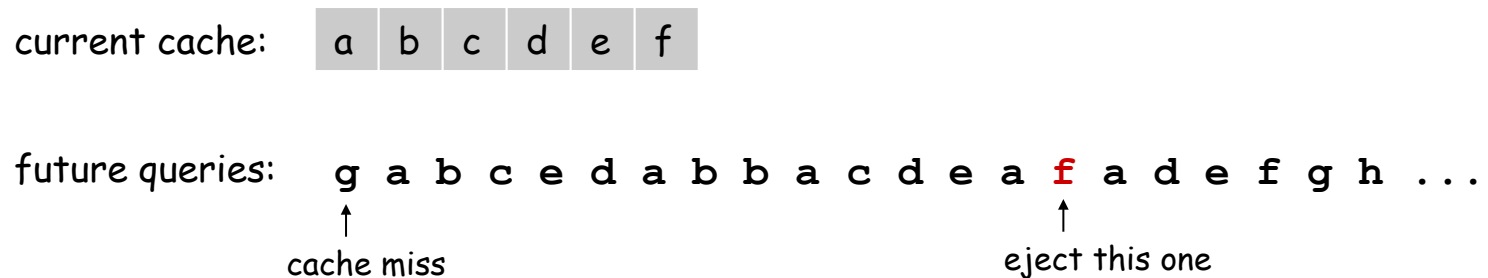 current cache: a b c d e f
future queries: g a b c e d a b b a c d e a f a d e f g h ...
cache miss eject this one